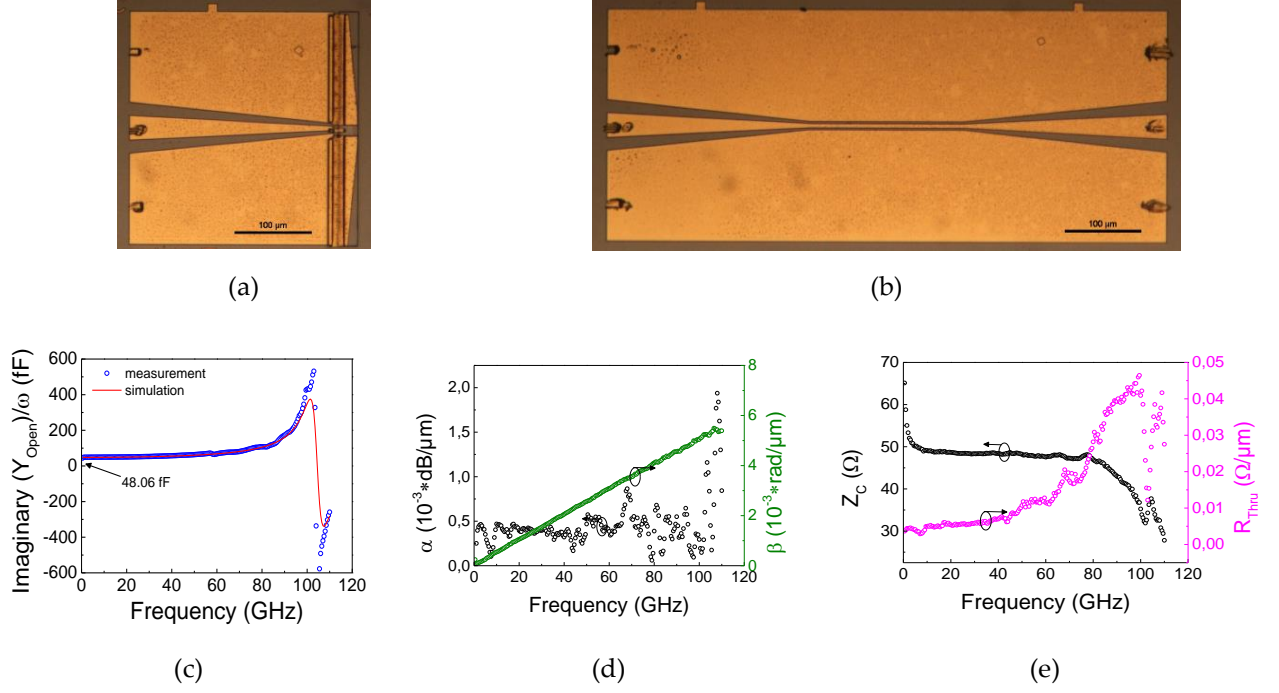 100 µm
100 µm
(a)
(b)
Imaginary (Y_Open)/ω (fF)
600
400
200
0
-200
-400
-600
measurement
simulation
48.06 fF
0 20 40 60 80 100 120
Frequency (GHz)
(c)
α (10⁻³*dB/µm)
2,0
1,5
1,0
0,5
0,0
8
6
4
2
0
β (10⁻³*rad/µm)
0 20 40 60 80 100 120
Frequency (GHz)
(d)
Z_C (Ω)
70
60
50
40
30
0,05
0,04
0,03
0,02
0,01
0,00
R_Thru (Ω/µm)
0 20 40 60 80 100 120
Frequency (GHz)
(e)